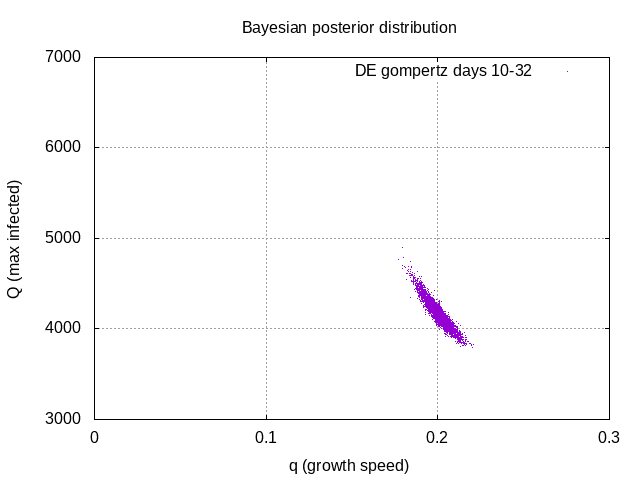 Bayesian posterior distribution
7000
DE gompertz days 10-32
6000
5000
Q (max infected)
4000
3000
0
0.1
0.2
0.3
q (growth speed)